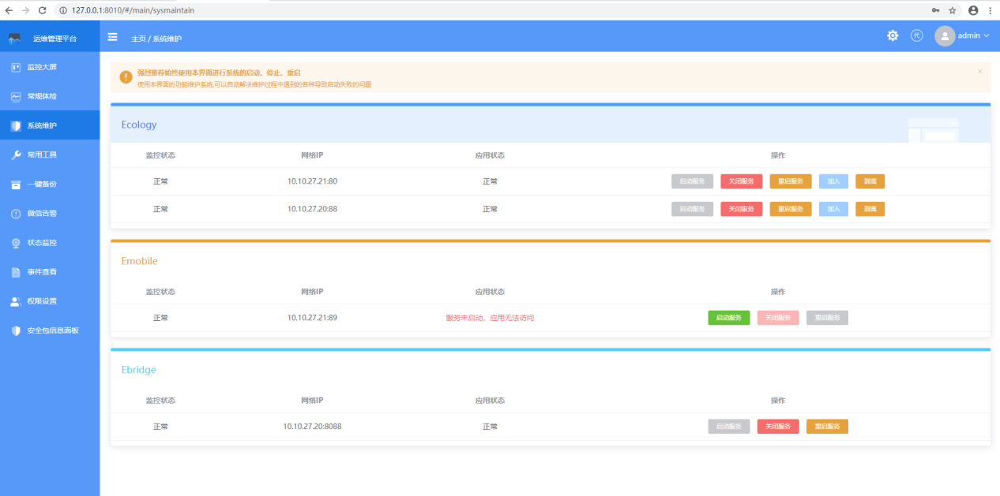 127.0.0.1:8010/#/main/sysmaintain
运维管理平台
主页 / 系统维护
代
admin
监控大屏
常规体检
系统维护
常用工具
一键备份
微信告警
状态监控
事件查看
权限设置
安全包信息面板
强烈推荐始终使用本界面进行系统的启动、停止、重启
使用本界面的功能维护系统,可以自动解决维护过程中遇到的各种导致启动失败的问题
Ecology
监控状态 网络IP 应用状态 操作
正常 10.10.27.21:80 正常 启动服务 关闭服务 重启服务 加入 剥离
正常 10.10.27.20:88 正常 启动服务 关闭服务 重启服务 加入 剥离
Emobile
监控状态 网络IP 应用状态 操作
正常 10.10.27.21:89 服务未启动，应用无法访问 启动服务 关闭服务 重启服务
Ebridge
监控状态 网络IP 应用状态 操作
正常 10.10.27.20:8088 正常 启动服务 关闭服务 重启服务